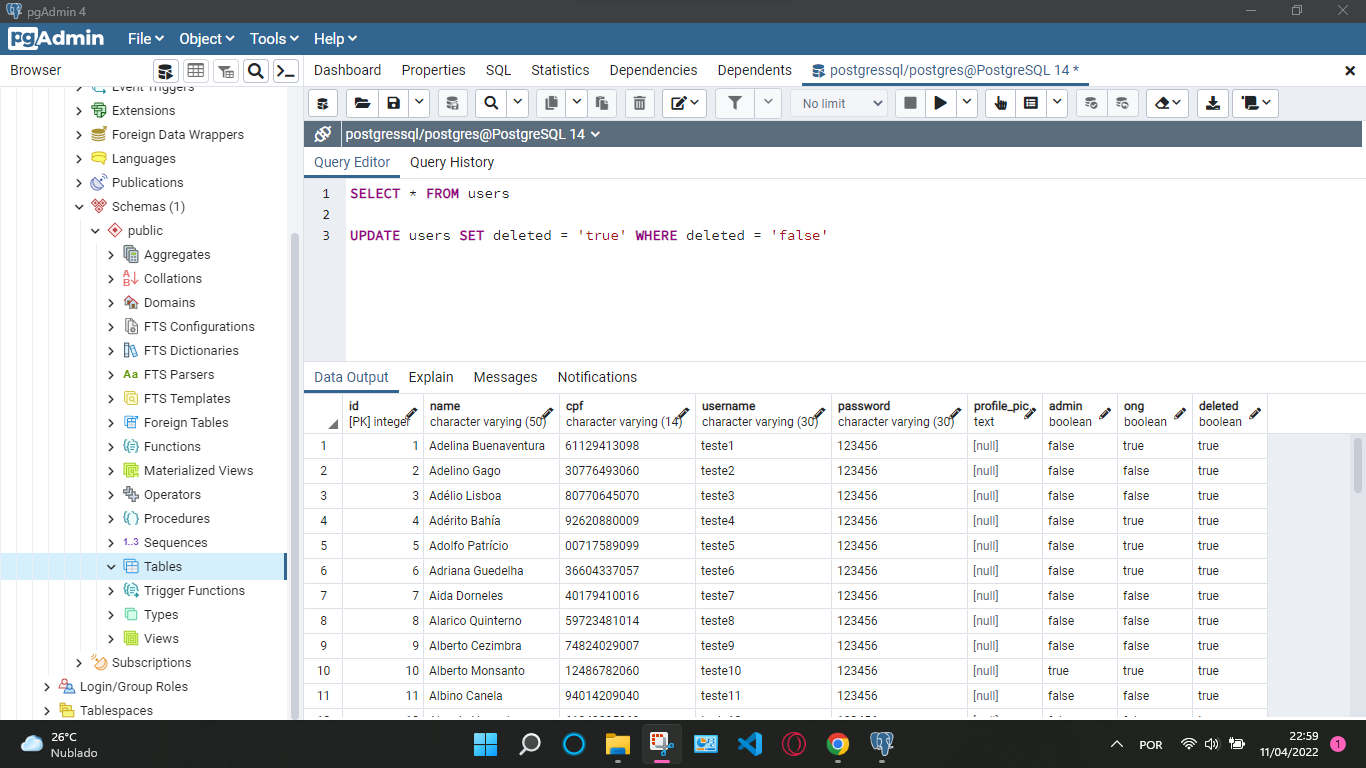 pgAdmin 4
pgAdmin File Object Tools Help
Browser
Dashboard Properties SQL Statistics Dependencies Dependents postgressql/postgres@PostgreSQL 14 *
Event Triggers
Extensions
Foreign Data Wrappers
Languages
Publications
Schemas (1)
public
Aggregates
Collations
Domains
FTS Configurations
FTS Dictionaries
Aa FTS Parsers
FTS Templates
Foreign Tables
Functions
Materialized Views
Operators
Procedures
1..3 Sequences
Tables
Trigger Functions
Types
Views
Subscriptions
Login/Group Roles
Tablespaces
No limit
postgressql/postgres@PostgreSQL 14
Query Editor Query History
1 SELECT * FROM users
2
3 UPDATE users SET deleted = 'true' WHERE deleted = 'false'
Data Output Explain Messages Notifications
id name cpf username password profile_pic admin ong deleted
[PK] integer character varying (50) character varying (14) character varying (30) character varying (30) text boolean boolean boolean
1 1 Adelina Buenaventura 61129413098 teste1 123456 [null] false true true
2 2 Adelino Gago 30776493060 teste2 123456 [null] false false true
3 3 Adélio Lisboa 80770645070 teste3 123456 [null] false false true
4 4 Adérito Bahía 92620880009 teste4 123456 [null] false true true
5 5 Adolfo Patrício 00717589099 teste5 123456 [null] false true true
6 6 Adriana Guedelha 36604337057 teste6 123456 [null] false true true
7 7 Aida Dorneles 40179410016 teste7 123456 [null] false false true
8 8 Alarico Quinterno 59723481014 teste8 123456 [null] false false true
9 9 Alberto Cezimbra 74824029007 teste9 123456 [null] false false true
10 10 Alberto Monsanto 12486782060 teste10 123456 [null] true true true
11 11 Albino Canela 94014209040 teste11 123456 [null] false false true
26°C
Nublado
POR
22:59
11/04/2022
1